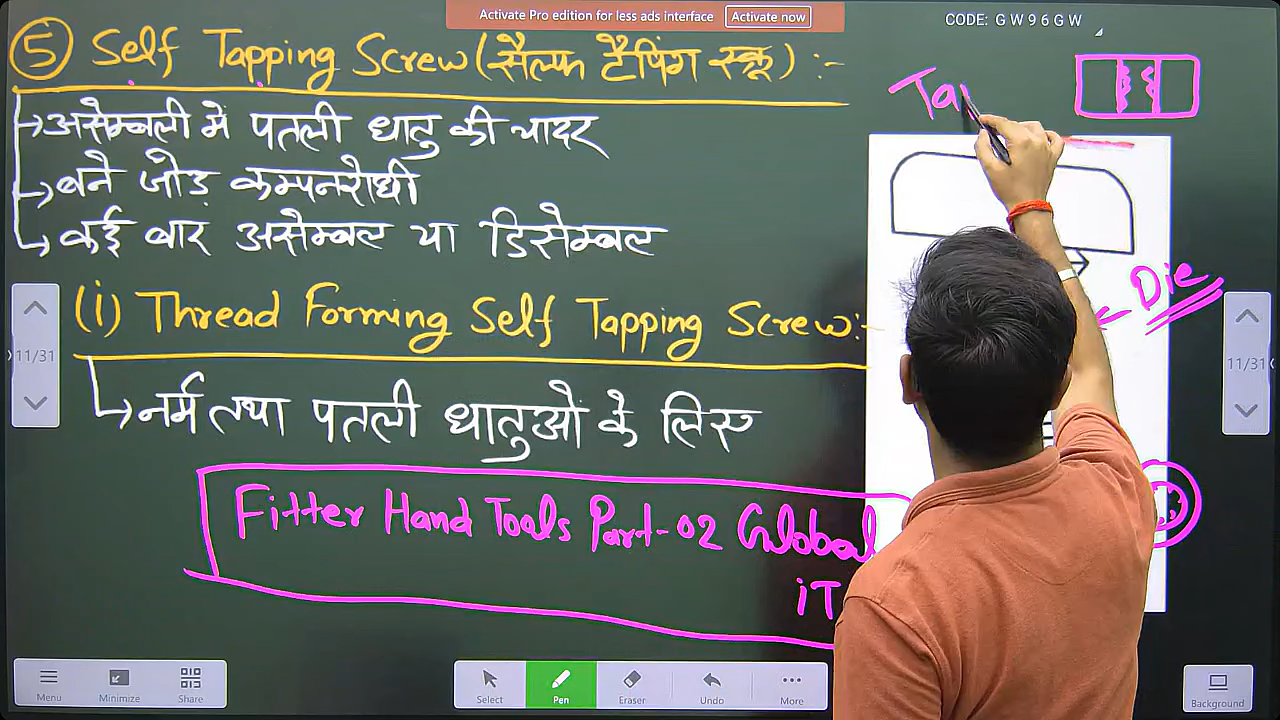 Activate Pro edition for less ads interface Activate now
CODE: G W 9 6 G W
⑤ Self Tapping Screw (सैल्फ टैपिंग स्क्रू) :-
→ असेम्बली में पतली धातु की चादर
→ बने जोड़ कम्पनरोधी
→ कई बार असेम्बल या डिसेम्बल
(i) Thread Forming Self Tapping Screw:-
→ नर्म तथा पतली धातुओं के लिए
Fitter Hand Tools Part-02 Global
iT
Ta
Die
11/31
11/31
Menu Minimize Share
Select Pen Eraser Undo More
Background